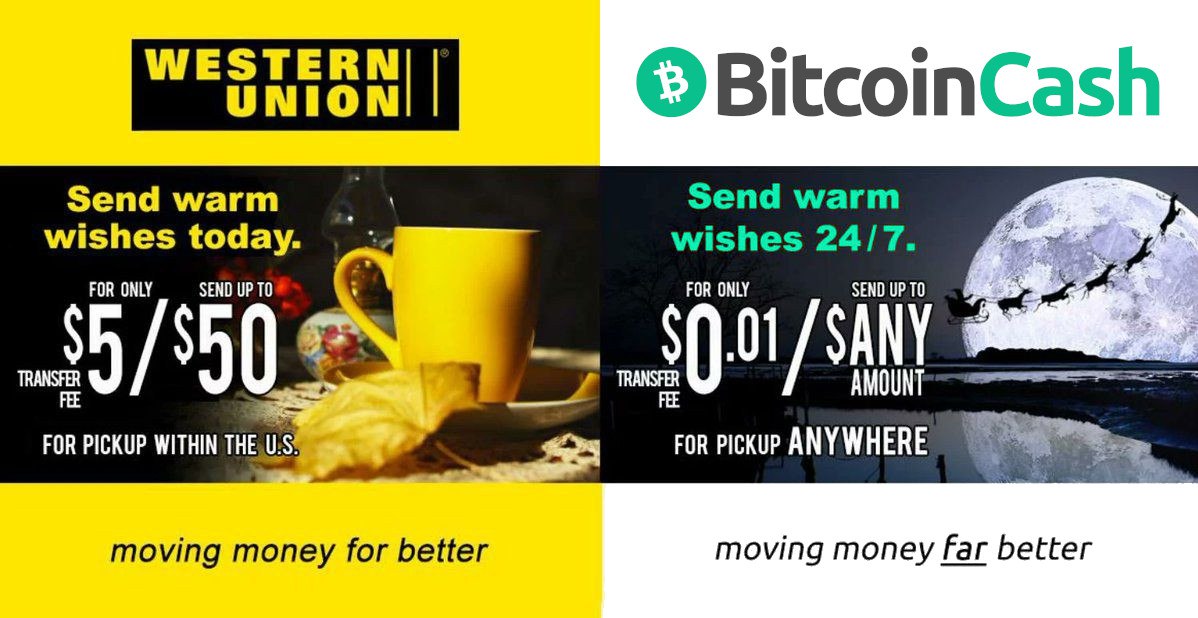 WESTERN
UNION®
Send warm
wishes today.
FOR ONLY
SEND UP TO
$5/$50
TRANSFER
FEE
FOR PICKUP WITHIN THE U.S.
moving money for better
BitcoinCash
Send warm
wishes 24/7.
FOR ONLY
SEND UP TO
$0.01/$ANY
TRANSFER
FEE
AMOUNT
FOR PICKUP ANYWHERE
moving money far better